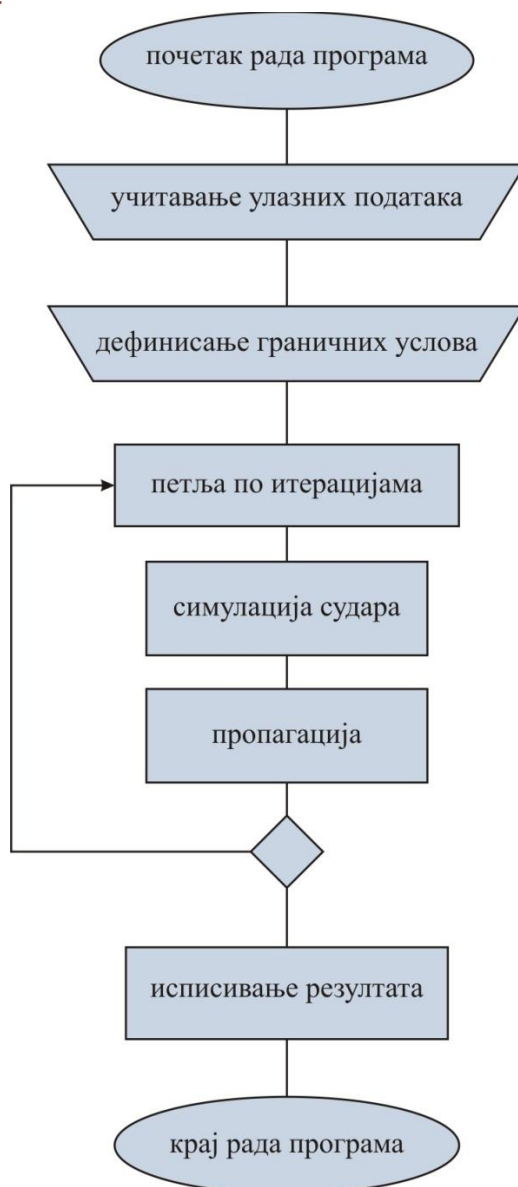 почетак рада програма
учитавање улазних података
дефинисање граничних услова
петља по итерацијама
симулација судара
пропагација
исписивање резултата
крај рада програма